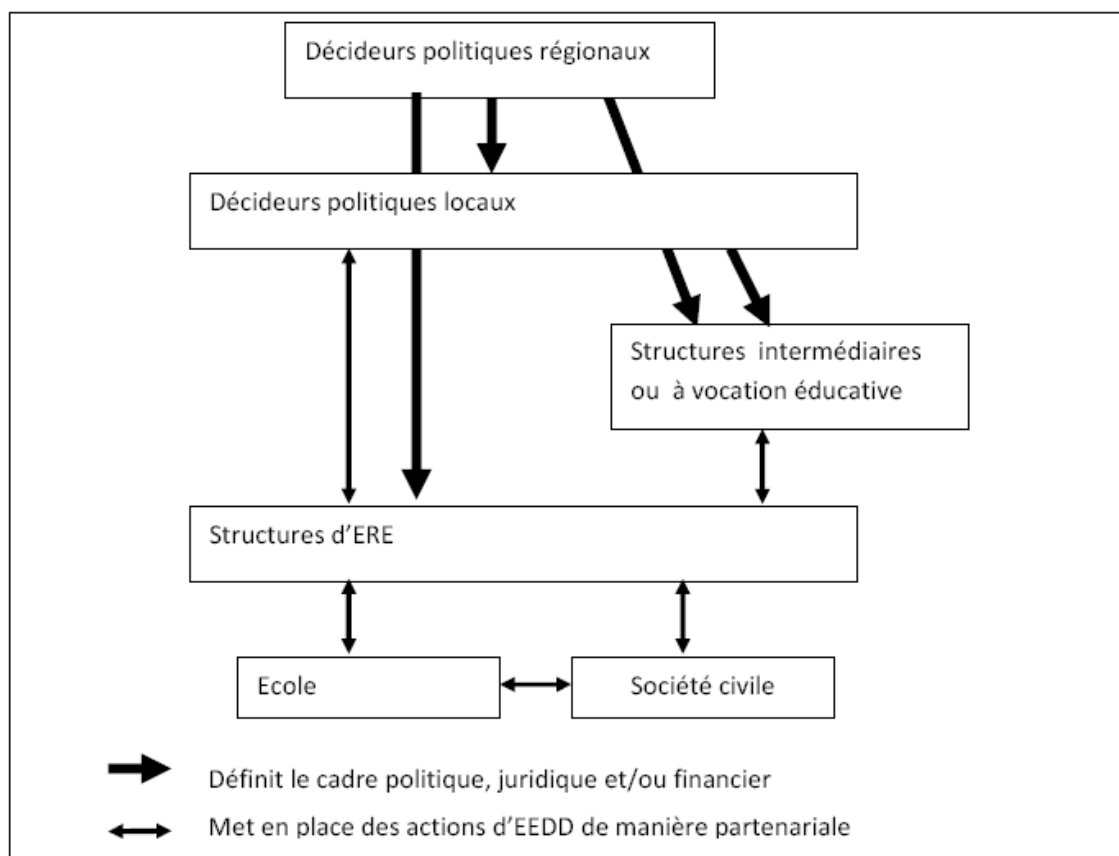 Décideurs politiques régionaux
Décideurs politiques locaux
Structures intermédiaires
ou à vocation éducative
Structures d’ERE
Ecole
Société civile
Définit le cadre politique, juridique et/ou financier
Met en place des actions d’EEDD de manière partenariale